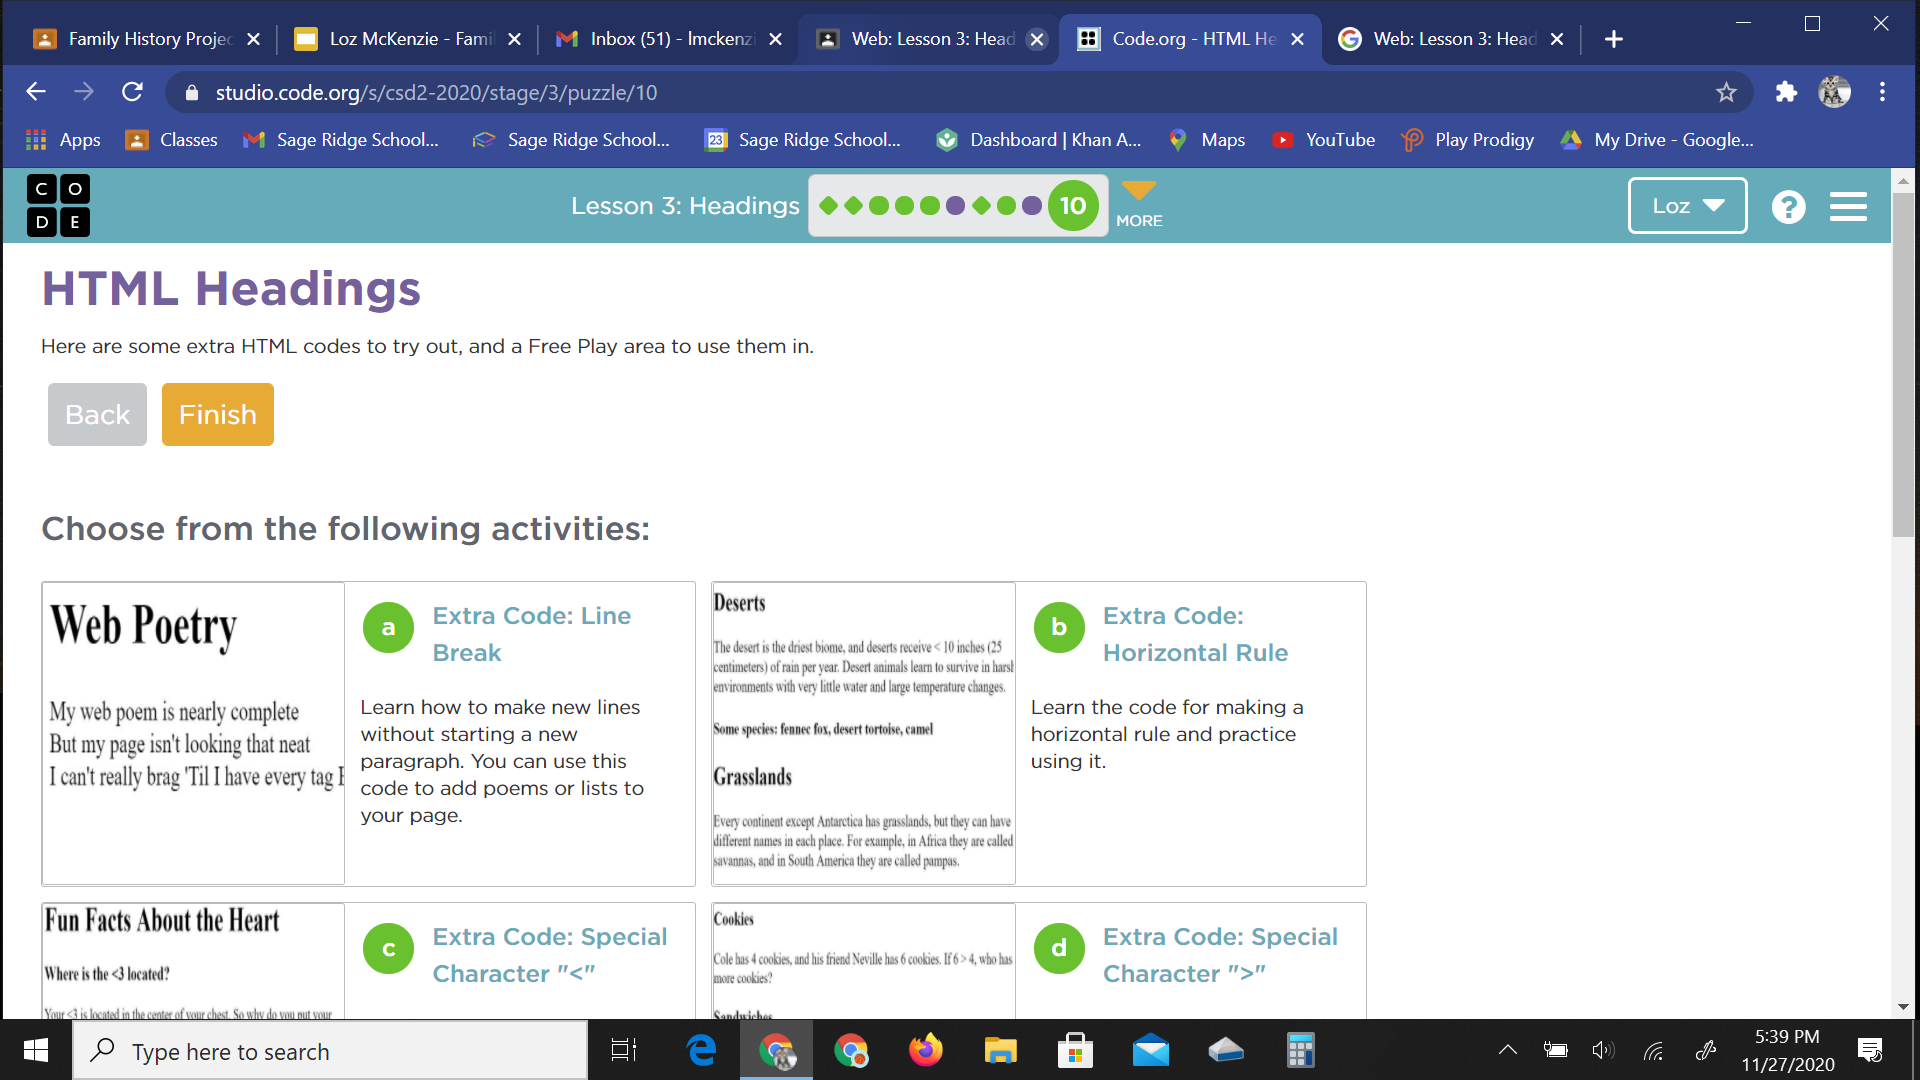 Family History Projec
Loz McKenzie - Fami
Inbox (51) - lmckenzi
Web: Lesson 3: Head
Code.org - HTML He
Web: Lesson 3: Head
studio.code.org/s/csd2-2020/stage/3/puzzle/10
Apps
Classes
Sage Ridge School...
Sage Ridge School...
23
Sage Ridge School...
Dashboard | Khan A...
Maps
YouTube
Play Prodigy
My Drive - Google...
C O
D E
Lesson 3: Headings
10
MORE
Loz
?
HTML Headings
Here are some extra HTML codes to try out, and a Free Play area to use them in.
Back
Finish
Choose from the following activities:
Web Poetry
My web poem is nearly complete
But my page isn't looking that neat
I can't really brag 'Til I have every tag
a
Extra Code: Line
Break
Learn how to make new lines
without starting a new
paragraph. You can use this
code to add poems or lists to
your page.
Deserts
The desert is the driest biome, and deserts receive < 10 inches (25
centimeters) of rain per year. Desert animals learn to survive in harsh
environments with very little water and large temperature changes.
Some species: fennec fox, desert tortoise, camel
Grasslands
Every continent except Antarctica has grasslands, but they can have
different names in each place. For example, in Africa they are called
savannas, and in South America they are called pampas.
b
Extra Code:
Horizontal Rule
Learn the code for making a
horizontal rule and practice
using it.
Fun Facts About the Heart
Where is the <3 located?
Your <3 is located in the center of your chest. So why do you put your
c
Extra Code: Special
Character "<"
Cookies
Cole has 4 cookies, and his friend Neville has 6 cookies. If 6 > 4, who has
more cookies?
Sandwiches
d
Extra Code: Special
Character ">"
Type here to search
5:39 PM
11/27/2020